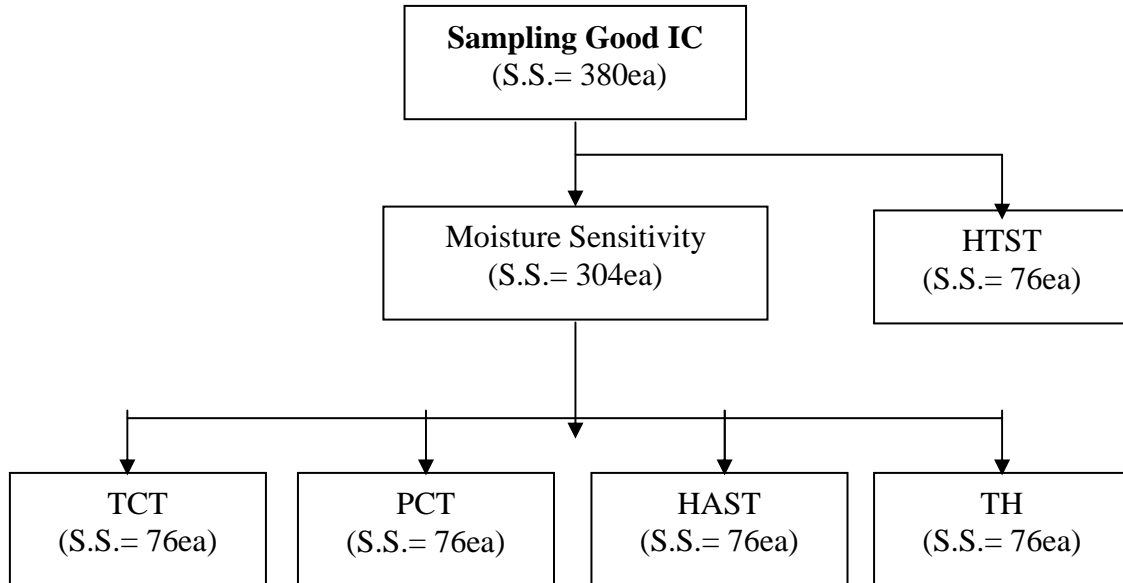 Sampling Good IC
(S.S.= 380ea)
Moisture Sensitivity
(S.S.= 304ea)
HTST
(S.S.= 76ea)
TCT
(S.S.= 76ea)
PCT
(S.S.= 76ea)
HAST
(S.S.= 76ea)
TH
(S.S.= 76ea)